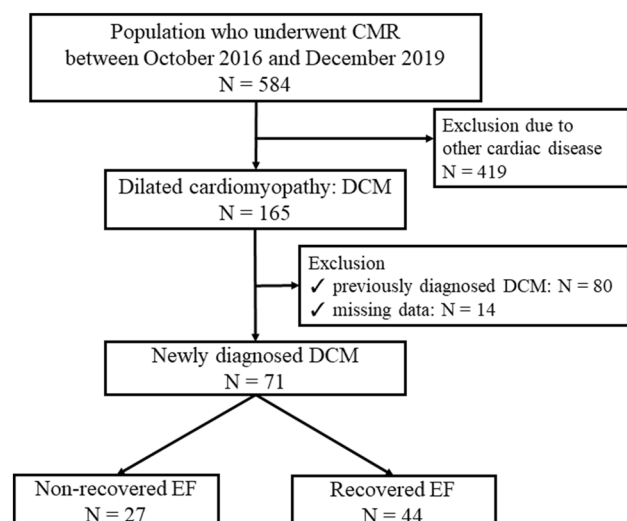 Population who underwent CMR
between October 2016 and December 2019
N = 584
Exclusion due to
other cardiac disease
N = 419
Dilated cardiomyopathy: DCM
N = 165
Exclusion
✓ previously diagnosed DCM: N = 80
✓ missing data: N = 14
Newly diagnosed DCM
N = 71
Non-recovered EF
N = 27
Recovered EF
N = 44